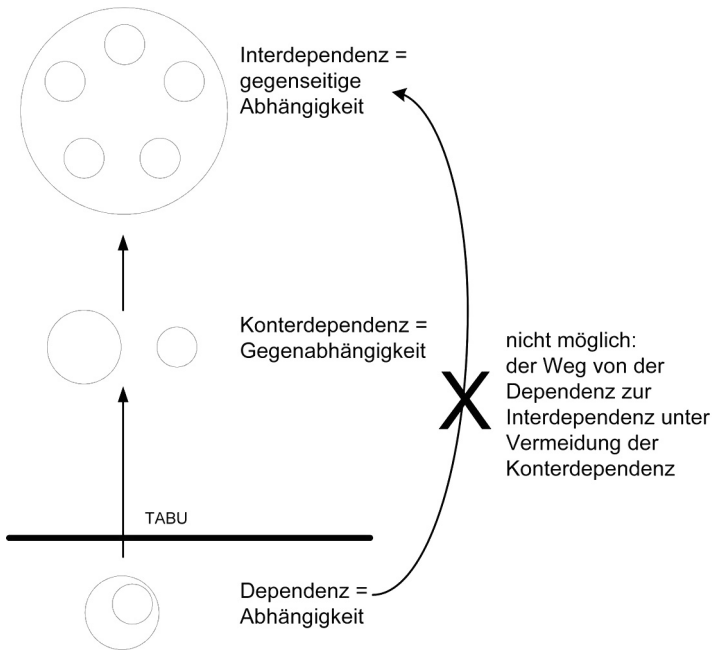 Interdependenz =
gegenseitige
Abhängigkeit
Konterdependenz =
Gegenabhängigkeit
nicht möglich:
der Weg von der
Dependenz zur
Interdependenz unter
Vermeidung der
Konterdependenz
TABU
Dependenz =
Abhängigkeit